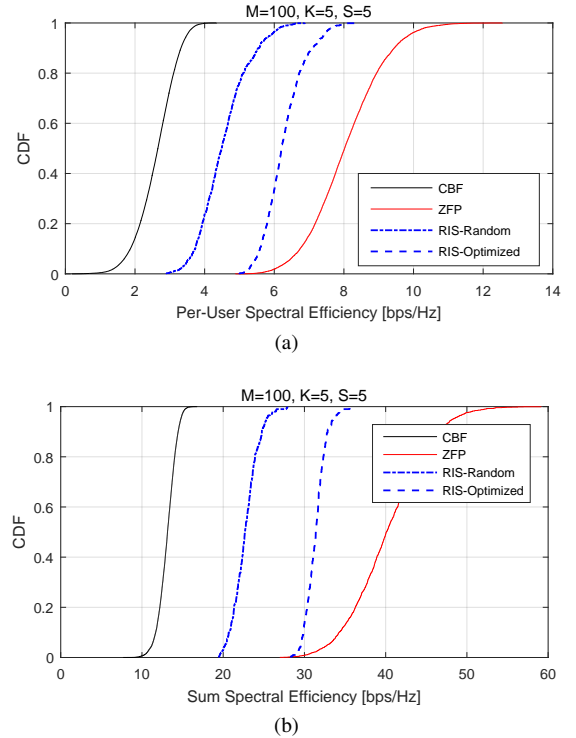 M=100, K=5, S=5
1
0.8
0.6
0.4
0.2
0
CDF
CBF
ZFP
RIS-Random
RIS-Optimized
0 2 4 6 8 10 12 14
Per-User Spectral Efficiency [bps/Hz]
(a)
M=100, K=5, S=5
1
0.8
0.6
0.4
0.2
0
CDF
CBF
ZFP
RIS-Random
RIS-Optimized
0 10 20 30 40 50 60
Sum Spectral Efficiency [bps/Hz]
(b)